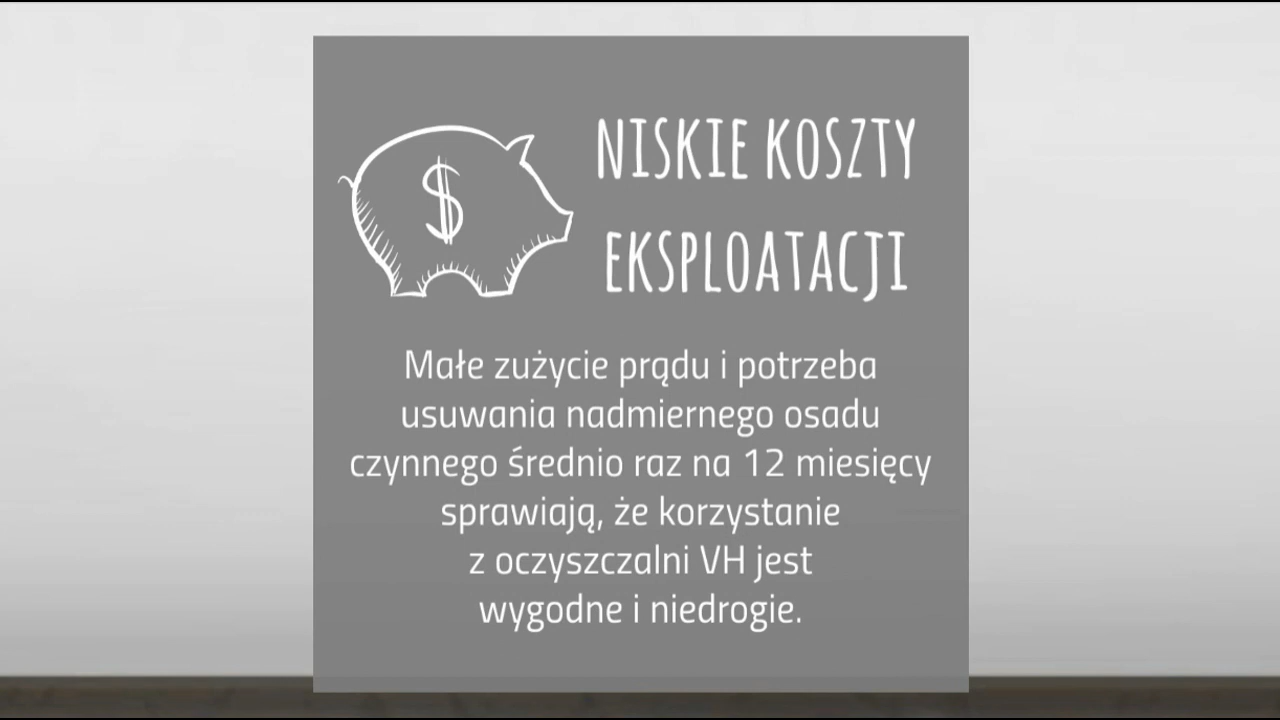 $
NISKIE KOSZTY
EKSPLOATACJI
Małe zużycie prądu i potrzeba
usuwania nadmiernego osadu
czynnego średnio raz na 12 miesięcy
sprawiają, że korzystanie
z oczyszczalni VH jest
wygodne i niedrogie.